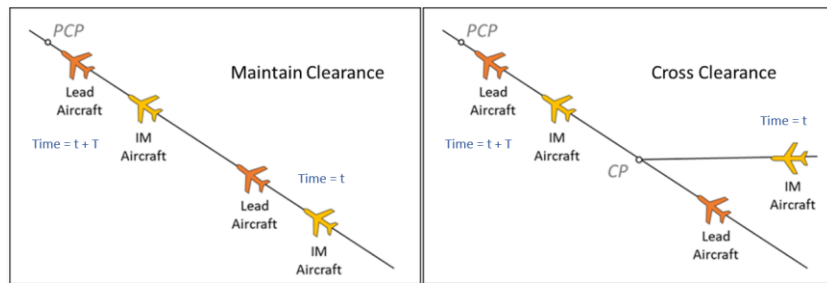 PCP
Maintain Clearance
Lead
Aircraft
Time = t + T
IM
Aircraft
Time = t
Lead
Aircraft
IM
Aircraft
PCP
Cross Clearance
Lead
Aircraft
Time = t
Time = t + T
IM
Aircraft
CP
IM
Aircraft
Lead
Aircraft